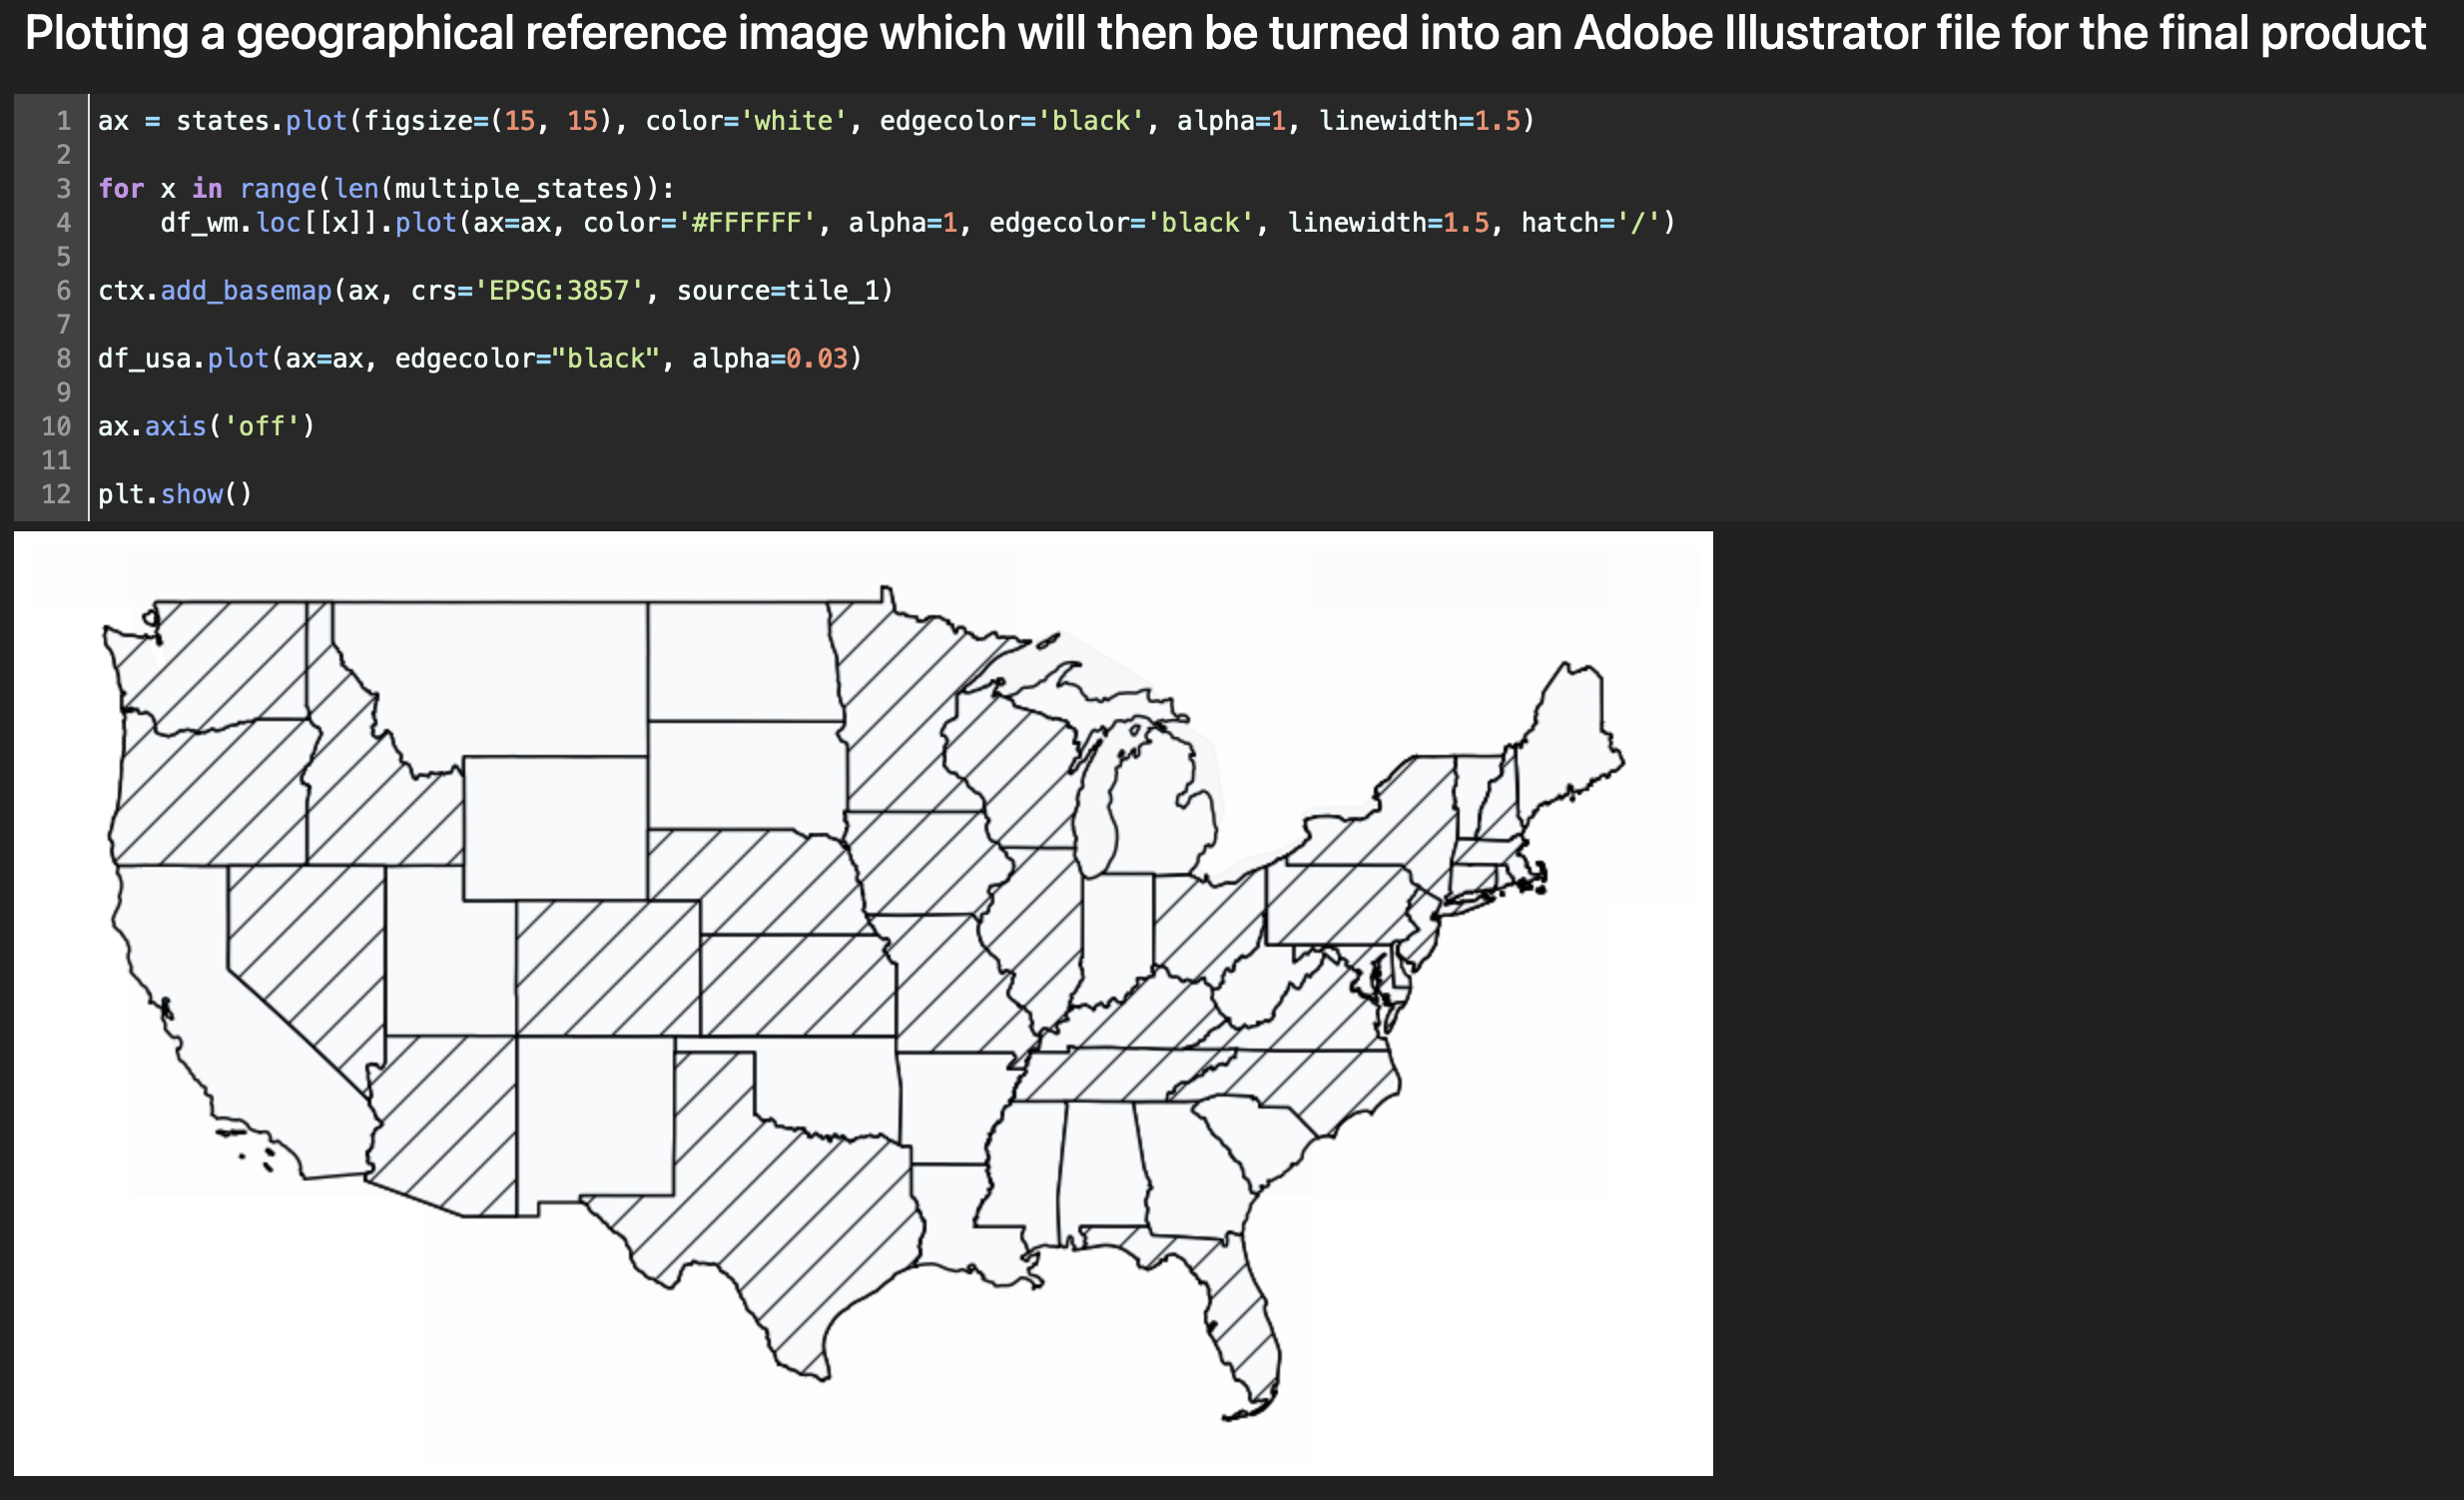 Plotting a geographical reference image which will then be turned into an Adobe Illustrator file for the final product
1 ax = states.plot(figsize=(15, 15), color='white', edgecolor='black', alpha=1, linewidth=1.5)
2
3 for x in range(len(multiple_states)):
4     df_wm.loc[[x]].plot(ax=ax, color='#FFFFFF', alpha=1, edgecolor='black', linewidth=1.5, hatch='/')
5
6 ctx.add_basemap(ax, crs='EPSG:3857', source=tile_1)
7
8 df_usa.plot(ax=ax, edgecolor="black", alpha=0.03)
9
10 ax.axis('off')
11
12 plt.show()